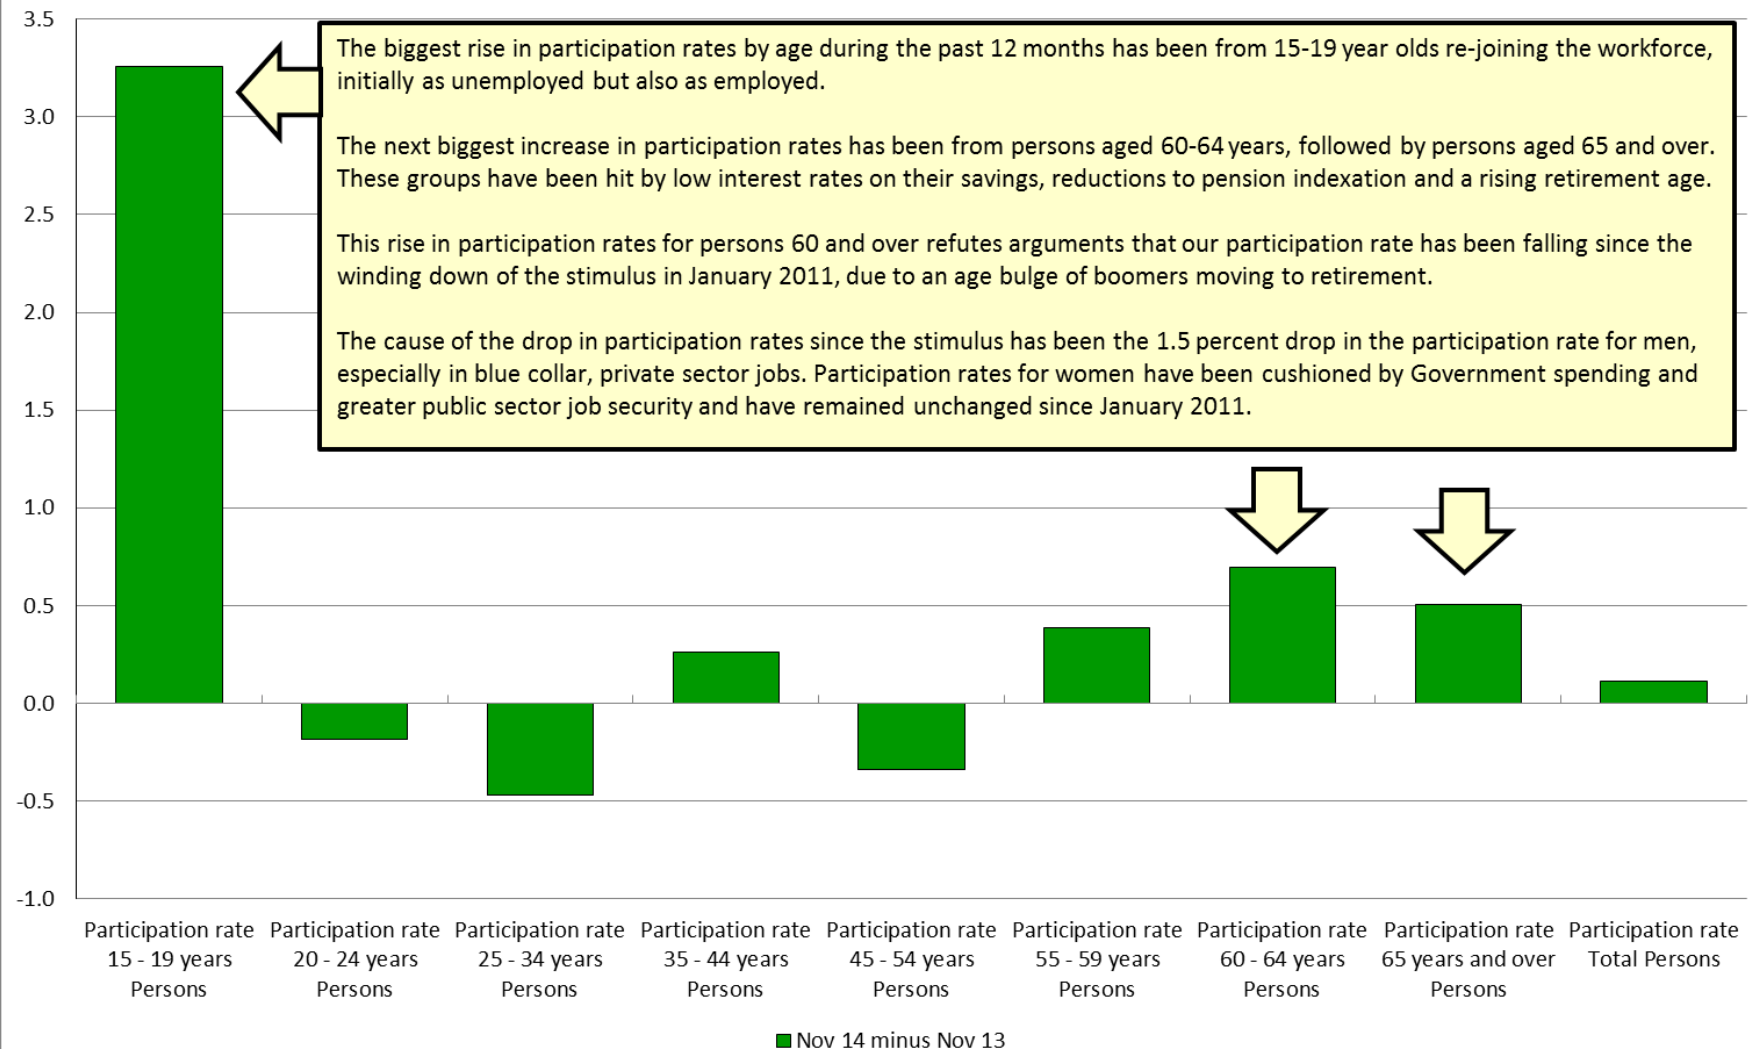 3.5
3.0
2.5
2.0
1.5
1.0
0.5
0.0
-0.5
-1.0
The biggest rise in participation rates by age during the past 12 months has been from 15-19 year olds re-joining the workforce,
initially as unemployed but also as employed.
The next biggest increase in participation rates has been from persons aged 60-64 years, followed by persons aged 65 and over.
These groups have been hit by low interest rates on their savings, reductions to pension indexation and a rising retirement age.
This rise in participation rates for persons 60 and over refutes arguments that our participation rate has been falling since the
winding down of the stimulus in January 2011, due to an age bulge of boomers moving to retirement.
The cause of the drop in participation rates since the stimulus has been the 1.5 percent drop in the participation rate for men,
especially in blue collar, private sector jobs. Participation rates for women have been cushioned by Government spending and
greater public sector job security and have remained unchanged since January 2011.
Participation rate
15 - 19 years
Persons
Participation rate
20 - 24 years
Persons
Participation rate
25 - 34 years
Persons
Participation rate
35 - 44 years
Persons
Participation rate
45 - 54 years
Persons
Participation rate
55 - 59 years
Persons
Participation rate
60 - 64 years
Persons
Participation rate
65 years and over
Persons
Participation rate
Total Persons
Nov 14 minus Nov 13